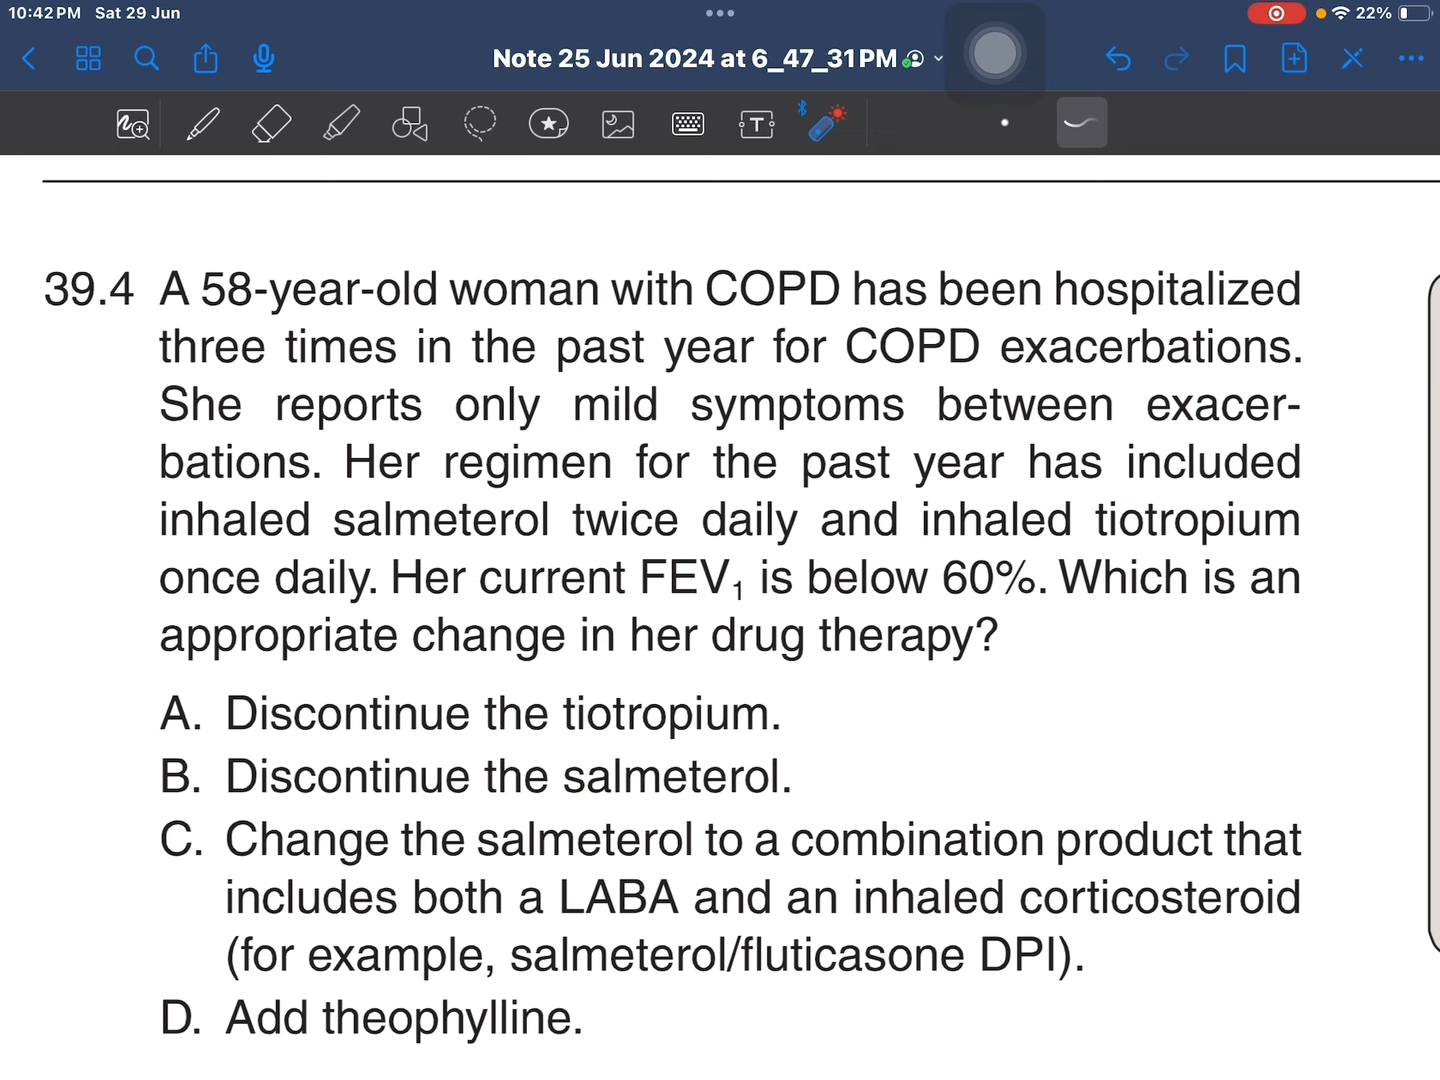 10:42 PM Sat 29 Jun
22%
Note 25 Jun 2024 at 6_47_31 PM
T
39.4 A 58-year-old woman with COPD has been hospitalized
three times in the past year for COPD exacerbations.
She reports only mild symptoms between exacer-
bations. Her regimen for the past year has included
inhaled salmeterol twice daily and inhaled tiotropium
once daily. Her current FEV₁ is below 60%. Which is an
appropriate change in her drug therapy?
A. Discontinue the tiotropium.
B. Discontinue the salmeterol.
C. Change the salmeterol to a combination product that
includes both a LABA and an inhaled corticosteroid
(for example, salmeterol/fluticasone DPI).
D. Add theophylline.